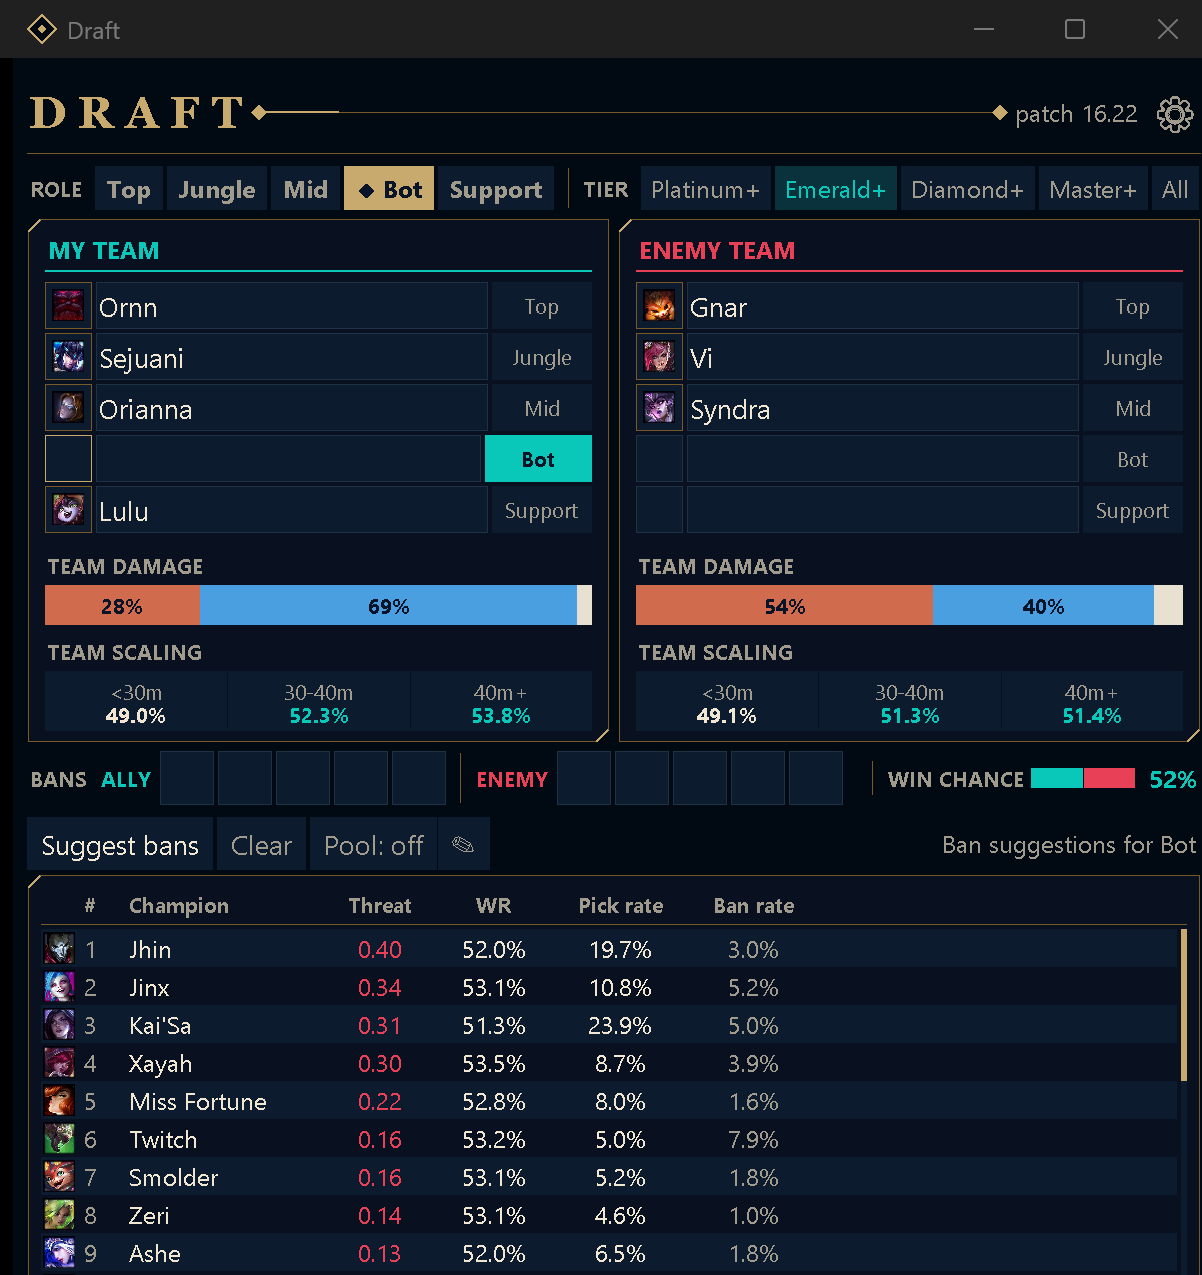 Draft
DRAFT
patch 16.22
ROLE Top Jungle Mid Bot Support TIER Platinum+ Emerald+ Diamond+ Master+ All
MY TEAM
Ornn Top
Sejuani Jungle
Orianna Mid
Bot
Lulu Support
TEAM DAMAGE
28% 69%
TEAM SCALING
<30m 30-40m 40m+
49.0% 52.3% 53.8%
ENEMY TEAM
Gnar Top
Vi Jungle
Syndra Mid
Bot
Support
TEAM DAMAGE
54% 40%
TEAM SCALING
<30m 30-40m 40m+
49.1% 51.3% 51.4%
BANS ALLY ENEMY WIN CHANCE 52%
Suggest bans Clear Pool: off Ban suggestions for Bot
# Champion Threat WR Pick rate Ban rate
1 Jhin 0.40 52.0% 19.7% 3.0%
2 Jinx 0.34 53.1% 10.8% 5.2%
3 Kai'Sa 0.31 51.3% 23.9% 5.0%
4 Xayah 0.30 53.5% 8.7% 3.9%
5 Miss Fortune 0.22 52.8% 8.0% 1.6%
6 Twitch 0.16 53.2% 5.0% 7.9%
7 Smolder 0.16 53.1% 5.2% 1.8%
8 Zeri 0.14 53.1% 4.6% 1.0%
9 Ashe 0.13 52.0% 6.5% 1.8%